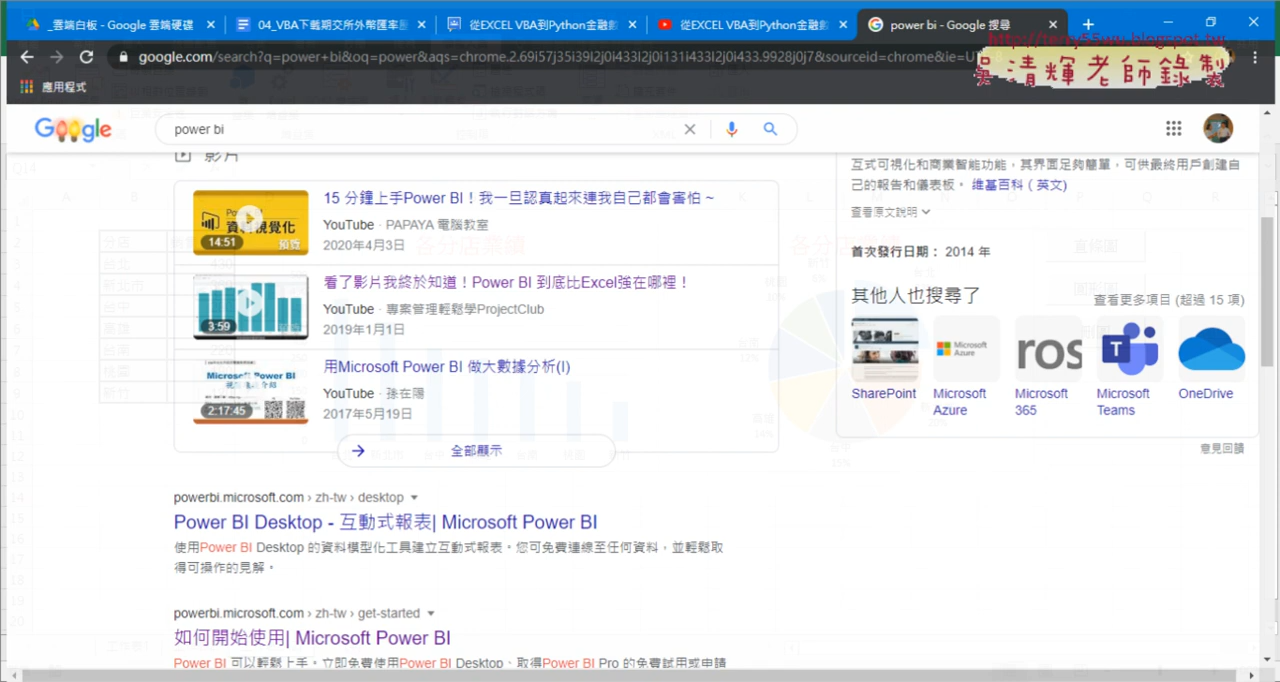 _雲端白板 - Google 雲端硬碟
04_VBA下載期交所外幣匯率
從EXCEL VBA到Python金融
從EXCEL VBA到Python金融
power bi - Google 搜尋
http://terry55wu.blogspot.tw
吳清輝老師錄製
google.com/search?q=power+bi&oq=power&aqs=chrome.2.69i57j35i39l2j0i433l2j0i131i433l2j0i433.9928j0j7&sourceid=chrome&ie=U
應用程式
Google
power bi
影片
15 分鐘上手Power BI！我一旦認真起來連我自己都會害怕 ~
YouTube · PAPAYA 電腦教室
2020年4月3日
14:51
預覽
看了影片我終於知道！Power BI 到底比Excel強在哪裡！
YouTube · 專案管理輕鬆學ProjectClub
2019年1月1日
3:59
用Microsoft Power BI 做大數據分析(I)
YouTube · 孫在陽
2017年5月19日
Microsoft Power BI
2:17:45
全部顯示
powerbi.microsoft.com › zh-tw › desktop
Power BI Desktop - 互動式報表| Microsoft Power BI
使用Power BI Desktop 的資料模型化工具建立互動式報表。您可免費連線至任何資料，並輕鬆取
得可操作的見解。
powerbi.microsoft.com › zh-tw › get-started
如何開始使用| Microsoft Power BI
Power BI 可以輕鬆上手。立即免費使用Power BI Desktop、取得Power BI Pro 的免費試用或申請
互式可視化和商業智能功能，其界面足夠簡單，可供最終用戶創建自
己的報告和儀表板。 維基百科（英文）
查看原文說明
首次發行日期： 2014 年
其他人也搜尋了
查看更多項目 (超過 15 項)
Microsoft Azure
ros
SharePoint
Microsoft Azure
Microsoft 365
Microsoft Teams
OneDrive
意見回饋
各分店業績
各分店業績